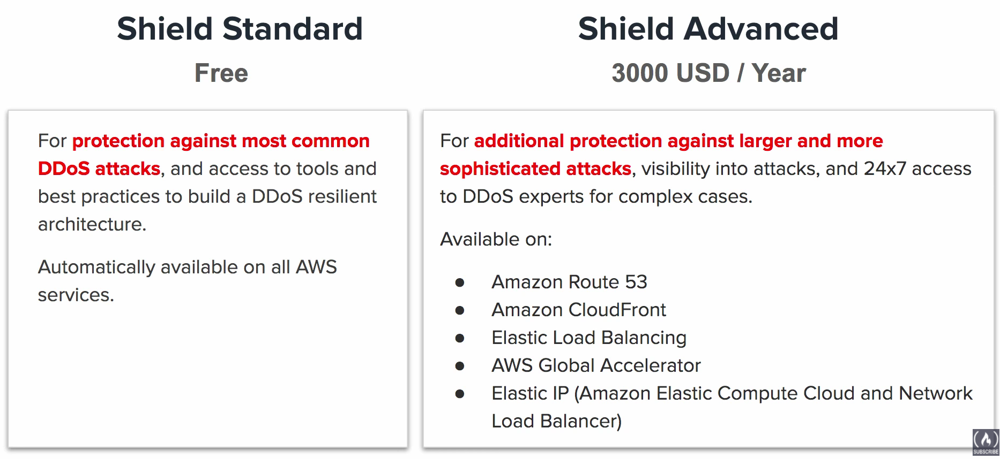 Shield Standard
Free
For protection against most common
DDoS attacks, and access to tools and
best practices to build a DDoS resilient
architecture.
Automatically available on all AWS
services.
Shield Advanced
3000 USD / Year
For additional protection against larger and more
sophisticated attacks, visibility into attacks, and 24x7 access
to DDoS experts for complex cases.
Available on:
● Amazon Route 53
● Amazon CloudFront
● Elastic Load Balancing
● AWS Global Accelerator
● Elastic IP (Amazon Elastic Compute Cloud and Network
Load Balancer)
SUBSCRIBE